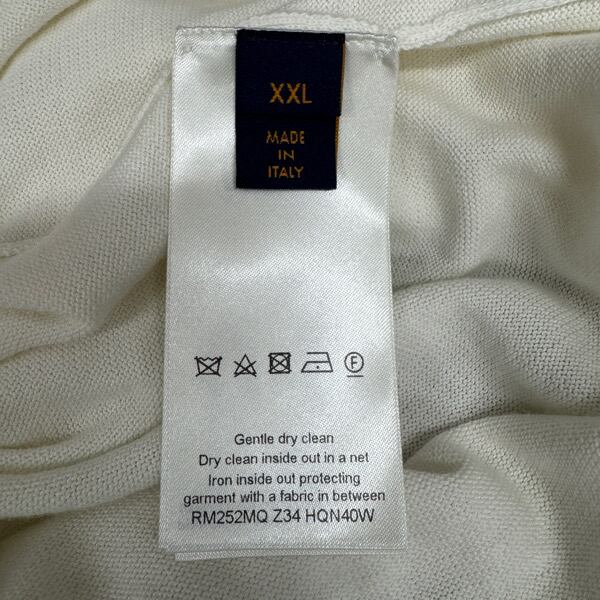 XXL
MADE
IN
ITALY
F
Gentle dry clean
Dry clean inside out in a net
Iron inside out protecting
garment with a fabric in between
RM252MQ Z34 HQN40W